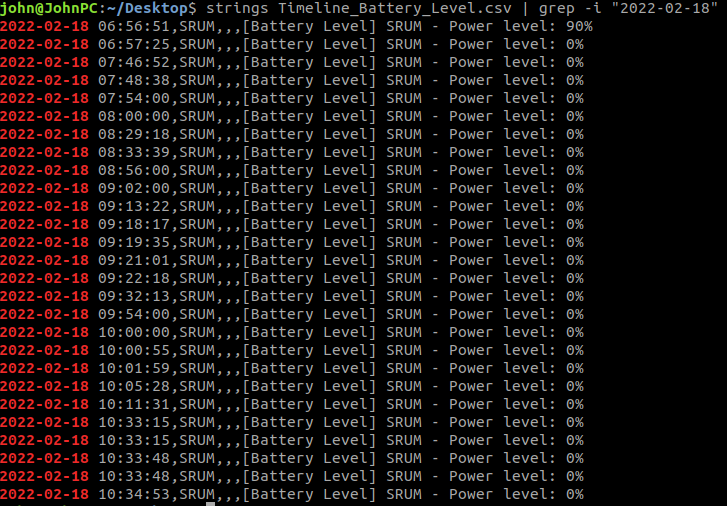 john@JohnPC:~/Desktop$ strings Timeline_Battery_Level.csv | grep -i "2022-02-18"
2022-02-18 06:56:51,SRUM,,,[Battery Level] SRUM - Power level: 90%
2022-02-18 06:57:25,SRUM,,,[Battery Level] SRUM - Power level: 0%
2022-02-18 07:46:52,SRUM,,,[Battery Level] SRUM - Power level: 0%
2022-02-18 07:48:38,SRUM,,,[Battery Level] SRUM - Power level: 0%
2022-02-18 07:54:00,SRUM,,,[Battery Level] SRUM - Power level: 0%
2022-02-18 08:00:00,SRUM,,,[Battery Level] SRUM - Power level: 0%
2022-02-18 08:29:18,SRUM,,,[Battery Level] SRUM - Power level: 0%
2022-02-18 08:33:39,SRUM,,,[Battery Level] SRUM - Power level: 0%
2022-02-18 08:56:00,SRUM,,,[Battery Level] SRUM - Power level: 0%
2022-02-18 09:02:00,SRUM,,,[Battery Level] SRUM - Power level: 0%
2022-02-18 09:13:22,SRUM,,,[Battery Level] SRUM - Power level: 0%
2022-02-18 09:18:17,SRUM,,,[Battery Level] SRUM - Power level: 0%
2022-02-18 09:19:35,SRUM,,,[Battery Level] SRUM - Power level: 0%
2022-02-18 09:21:01,SRUM,,,[Battery Level] SRUM - Power level: 0%
2022-02-18 09:22:18,SRUM,,,[Battery Level] SRUM - Power level: 0%
2022-02-18 09:32:13,SRUM,,,[Battery Level] SRUM - Power level: 0%
2022-02-18 09:54:00,SRUM,,,[Battery Level] SRUM - Power level: 0%
2022-02-18 10:00:00,SRUM,,,[Battery Level] SRUM - Power level: 0%
2022-02-18 10:00:55,SRUM,,,[Battery Level] SRUM - Power level: 0%
2022-02-18 10:01:59,SRUM,,,[Battery Level] SRUM - Power level: 0%
2022-02-18 10:05:28,SRUM,,,[Battery Level] SRUM - Power level: 0%
2022-02-18 10:11:31,SRUM,,,[Battery Level] SRUM - Power level: 0%
2022-02-18 10:33:15,SRUM,,,[Battery Level] SRUM - Power level: 0%
2022-02-18 10:33:15,SRUM,,,[Battery Level] SRUM - Power level: 0%
2022-02-18 10:33:48,SRUM,,,[Battery Level] SRUM - Power level: 0%
2022-02-18 10:33:48,SRUM,,,[Battery Level] SRUM - Power level: 0%
2022-02-18 10:34:53,SRUM,,,[Battery Level] SRUM - Power level: 0%